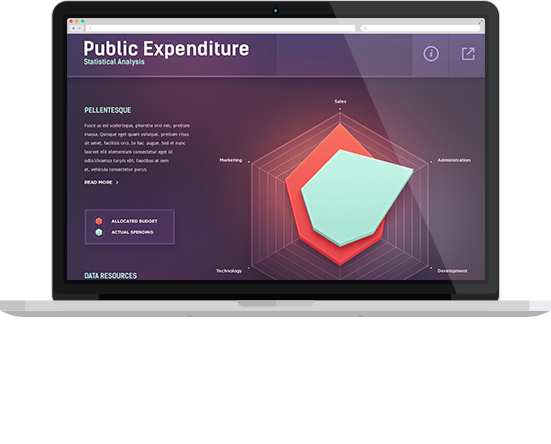 Public Expenditure
Statistical Analysis
PELLENTESQUE
Fusce ac est scelerisque, pharetra orci nec, pretium
massa. Quisque eget quam volutpat, pretium risus
sit amet, facilisis orci. In hac augue. Sed et nunc
laoreet elit elementum consectetur eget id
odio.Vivamus turpis elit, faucibus at sem
et, vehicula consectetur purus.
READ MORE >
ALLOCATED BUDGET
ACTUAL SPENDING
DATA RESOURCES
Sales
Marketing
Administration
Technology
Development